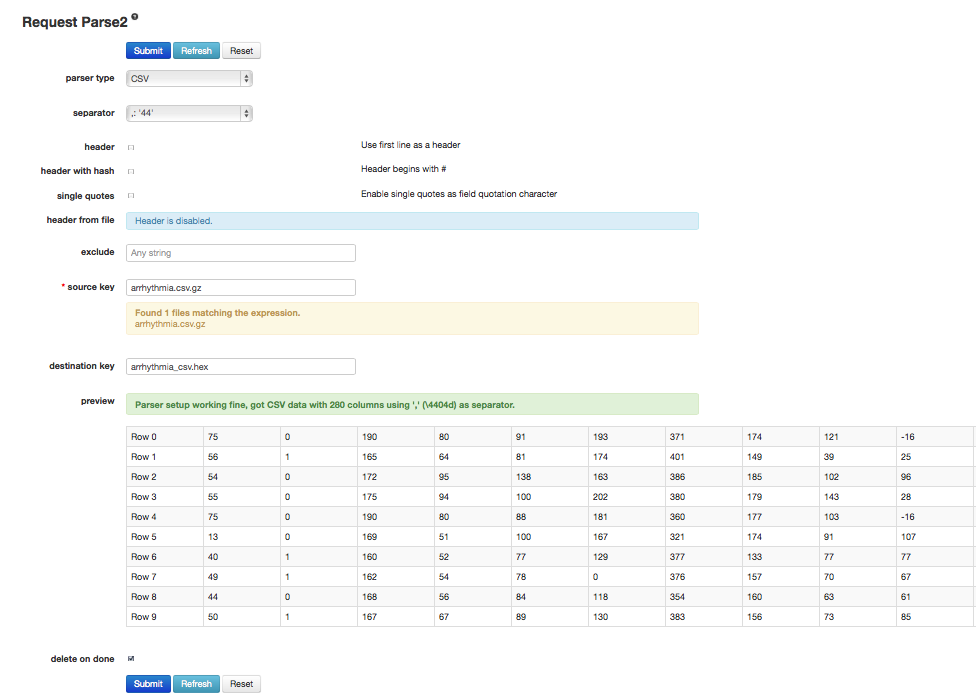 Request Parse2 ?
Submit Refresh Reset
parser type CSV
separator ,: '44'
header Use first line as a header
header with hash Header begins with #
single quotes Enable single quotes as field quotation character
header from file Header is disabled.
exclude Any string
* source key arrhythmia.csv.gz
Found 1 files matching the expression.
arrhythmia.csv.gz
destination key arrhythmia_csv.hex
preview Parser setup working fine, got CSV data with 280 columns using ',' (\4404d) as separator.
Row 0 75 0 190 80 91 193 371 174 121 -16
Row 1 56 1 165 64 81 174 401 149 39 25
Row 2 54 0 172 95 138 163 386 185 102 96
Row 3 55 0 175 94 100 202 380 179 143 28
Row 4 75 0 190 80 88 181 360 177 103 -16
Row 5 13 0 169 51 100 167 321 174 91 107
Row 6 40 1 160 52 77 129 377 133 77 77
Row 7 49 1 162 54 78 0 376 157 70 67
Row 8 44 0 168 56 84 118 354 160 63 61
Row 9 50 1 167 67 89 130 383 156 73 85
delete on done
Submit Refresh Reset